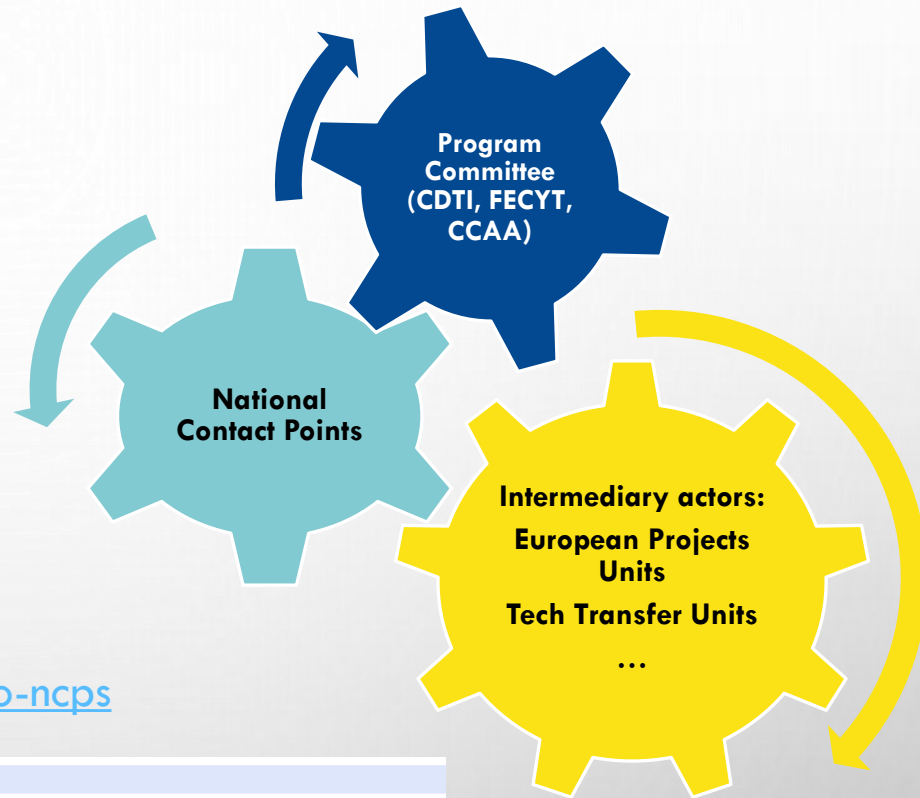 Program
Committee
(CDTI, FECYT,
CCAA)
National
Contact Points
Intermediary actors:
European Projects
Units
Tech Transfer Units
...
o-ncps